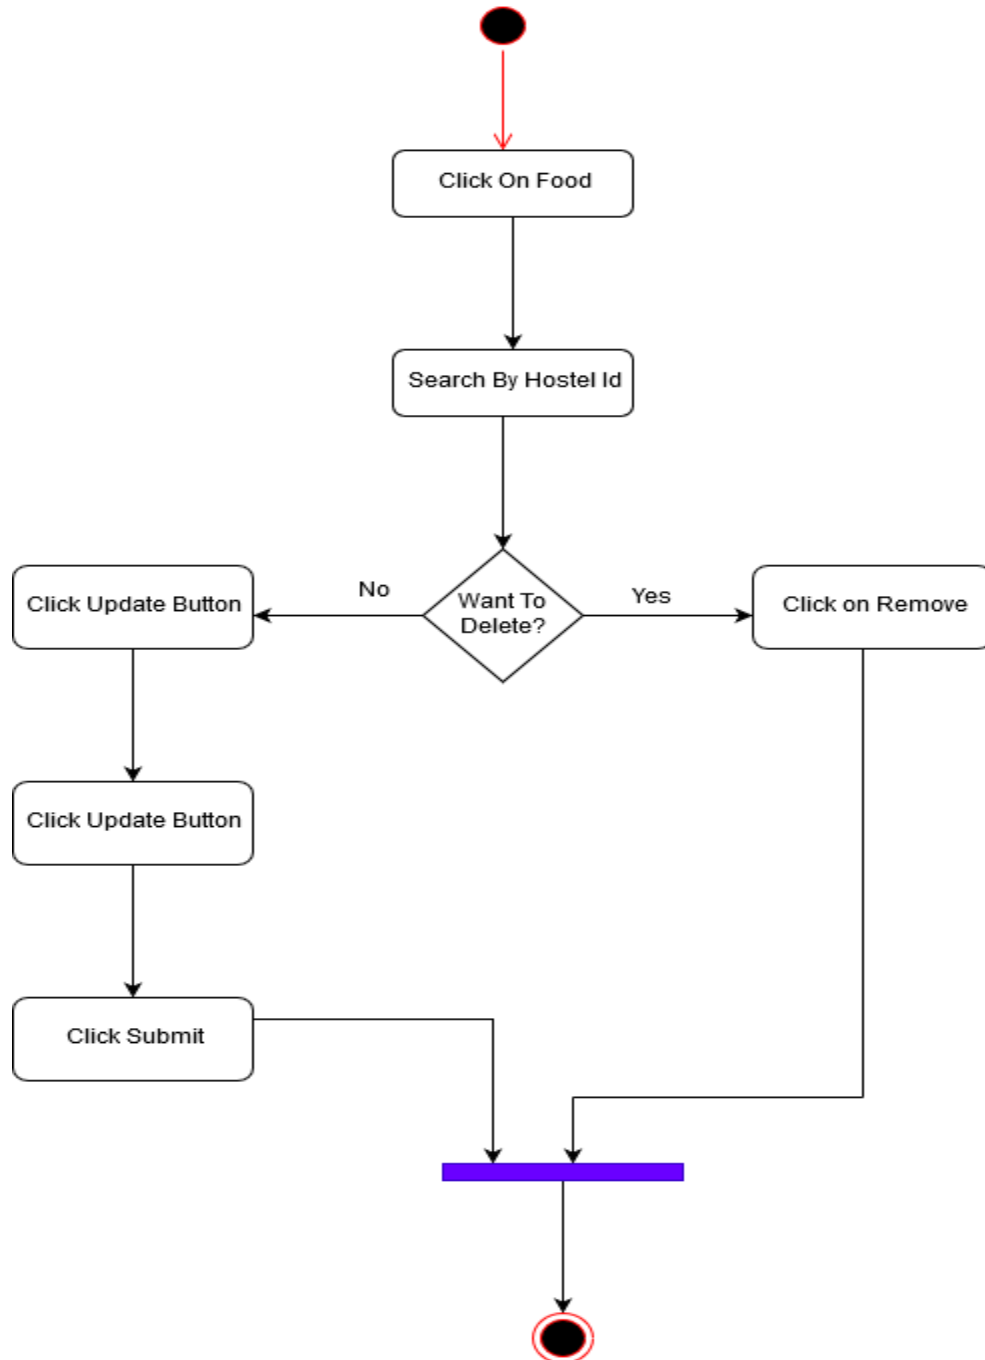 Click On Food
Search By Hostel Id
No
Yes
Click Update Button
Want To
Delete?
Click on Remove
Click Update Button
Click Submit